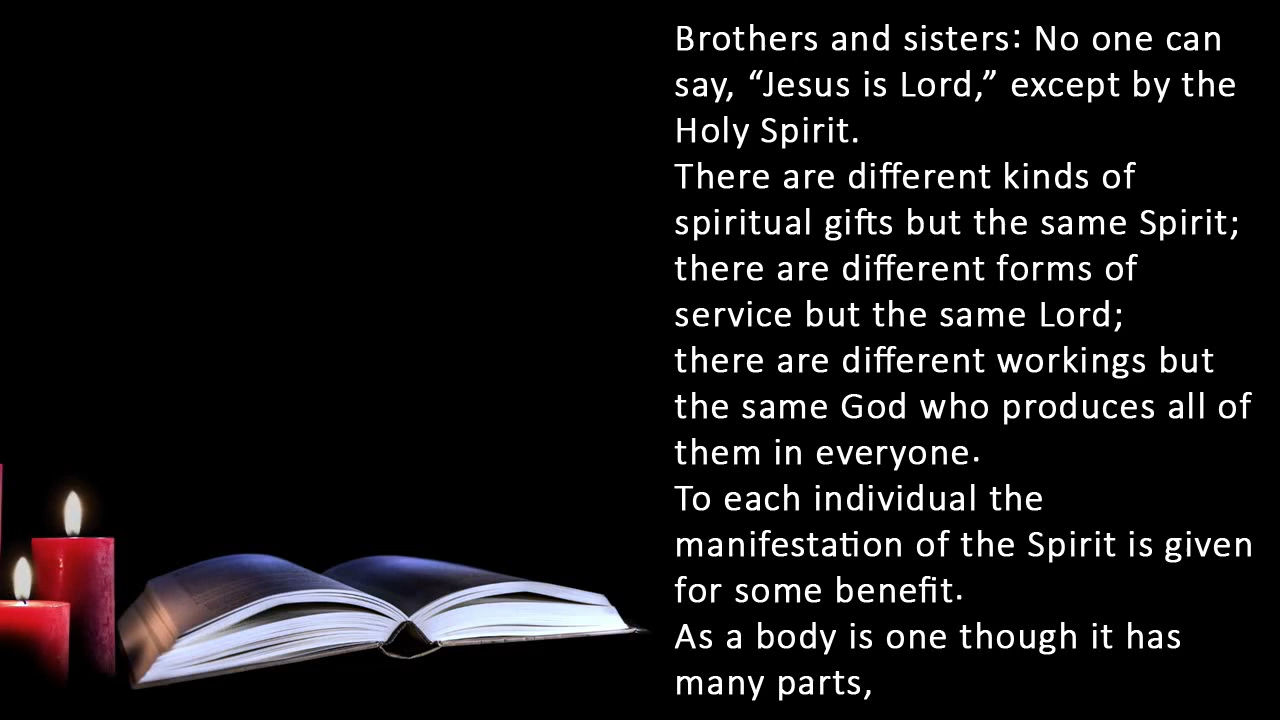 Brothers and sisters: No one can
say, “Jesus is Lord,” except by the
Holy Spirit.
There are different kinds of
spiritual gifts but the same Spirit;
there are different forms of
service but the same Lord;
there are different workings but
the same God who produces all of
them in everyone.
To each individual the
manifestation of the Spirit is given
for some benefit.
As a body is one though it has
many parts,